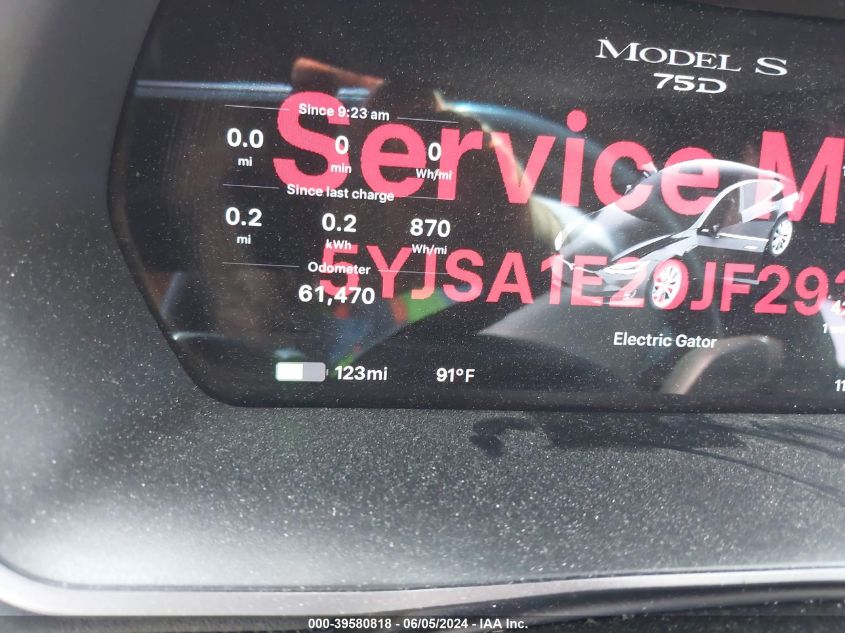 MODEL S
75D
Since 9:23 am
0.0 0 0
mi min Wh/mi
Since last charge
0.2 0.2 870
mi kWh Wh/mi
Odometer
61,470
Service M
5YJSA1E20JF29
Electric Gator
123mi 91°F
000-39580818 - 06/05/2024 - IAA Inc.